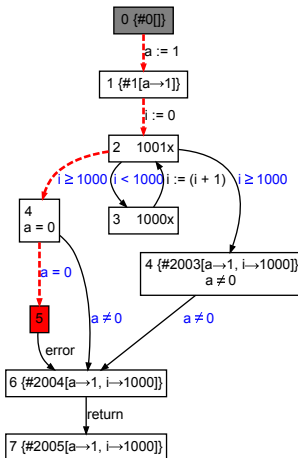 0 {#0[]}
a := 1
1 {#1[a→1]}
i := 0
2 1001x
i ≥ 1000
i < 1000
i := (i + 1)
i ≥ 1000
4
a = 0
3 1000x
4 {#2003[a→1, i→1000]}
a ≠ 0
a = 0
a ≠ 0
a ≠ 0
5
error
6 {#2004[a→1, i→1000]}
return
7 {#2005[a→1, i→1000]}